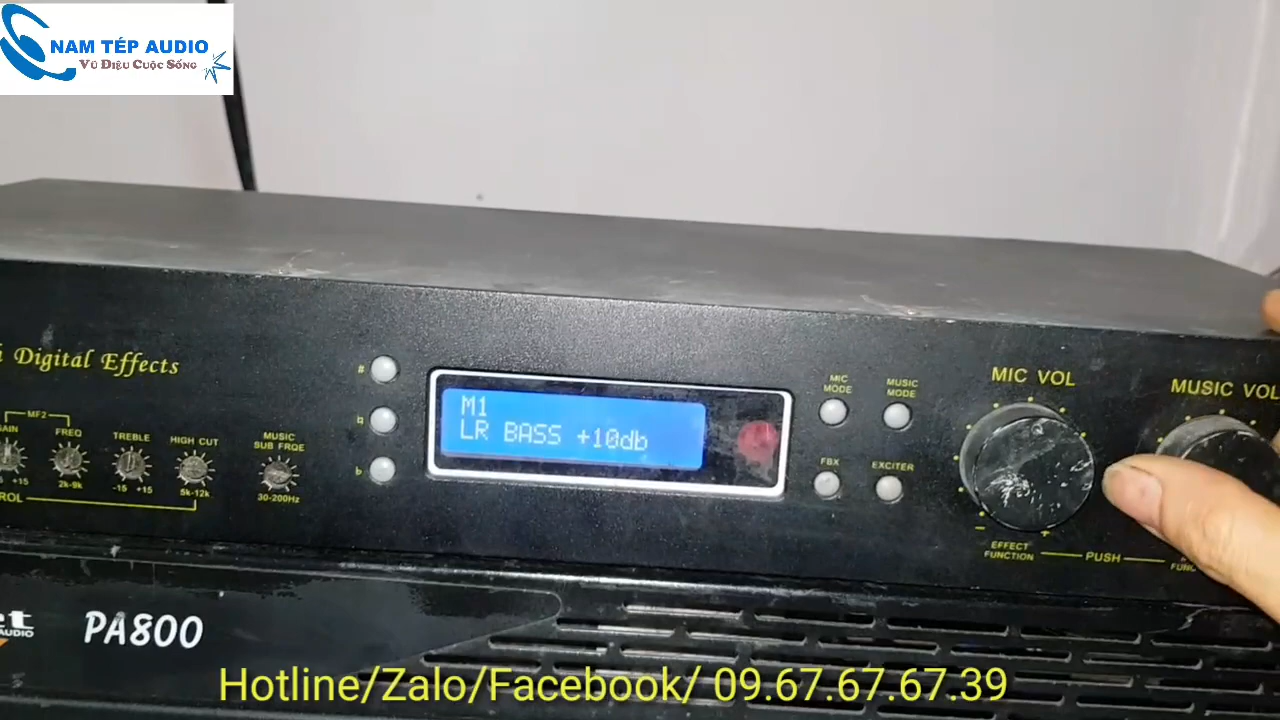 NAM TÉP AUDIO
Vũ Điệu Cuộc Sống
Digital Effects
MF2
FREQ
2k-9k
TREBLE
-15 +15
HIGH CUT
5k-12k
MUSIC
SUB FRQE
30-200Hz
#
♮
♭
M1
LR BASS +10db
MIC
MODE
MUSIC
MODE
FBX
EXCITER
MIC VOL
MUSIC VOL
- +
EFFECT
FUNCTION
PUSH
PA800
AUDIO
Hotline/Zalo/Facebook/ 09.67.67.67.39